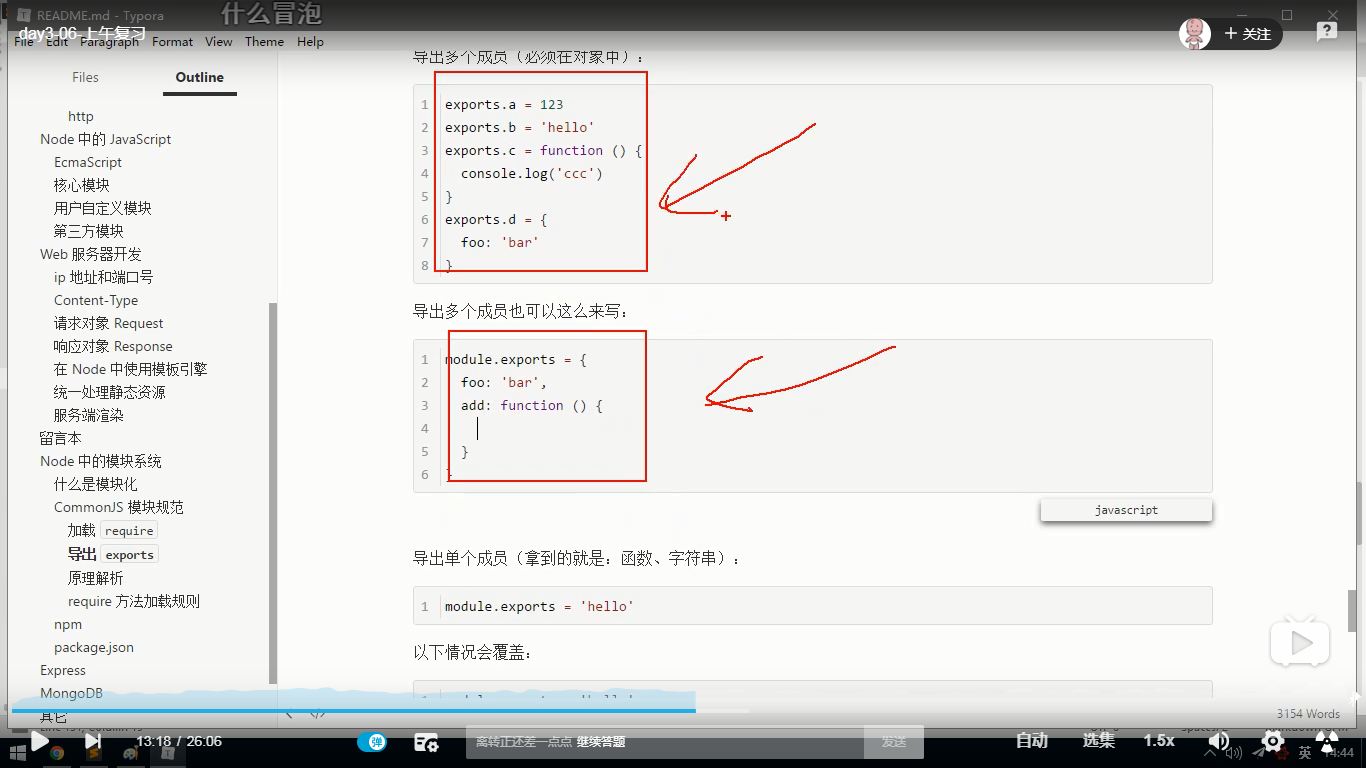 README.md - Typora
什么冒泡
day3-06-上午复习
File Edit Paragraph Format View Theme Help
+ 关注
?
Files Outline
http
Node 中的 JavaScript
EcmaScript
核心模块
用户自定义模块
第三方模块
Web 服务器开发
ip 地址和端口号
Content-Type
请求对象 Request
响应对象 Response
在 Node 中使用模板引擎
统一处理静态资源
服务端渲染
留言本
Node 中的模块系统
什么是模块化
CommonJS 模块规范
加载 require
导出 exports
原理解析
require 方法加载规则
npm
package.json
Express
MongoDB
其它
导出多个成员（必须在对象中）：
1 exports.a = 123
2 exports.b = 'hello'
3 exports.c = function () {
4 console.log('ccc')
5 }
6 exports.d = {
7 foo: 'bar'
8 }
导出多个成员也可以这么来写：
1 module.exports = {
2 foo: 'bar',
3 add: function () {
4
5 }
6 }
javascript
导出单个成员（拿到的就是：函数、字符串）：
1 module.exports = 'hello'
以下情况会覆盖：
3154 Words
13:18 / 26:06
弹
离转正还差一点点 继续答题
发送
自动
选集
1.5x
英
14:44